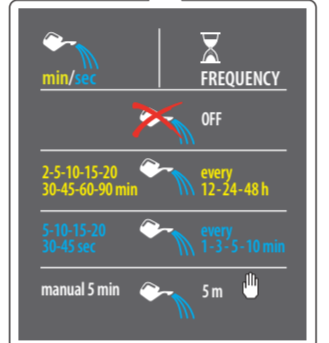 min/sec
FREQUENCY
OFF
2-5-10-15-20
30-45-60-90 min
every
12-24-48 h
5-10-15-20
30-45 sec
every
1-3-5-10 min
manual 5 min
5 m